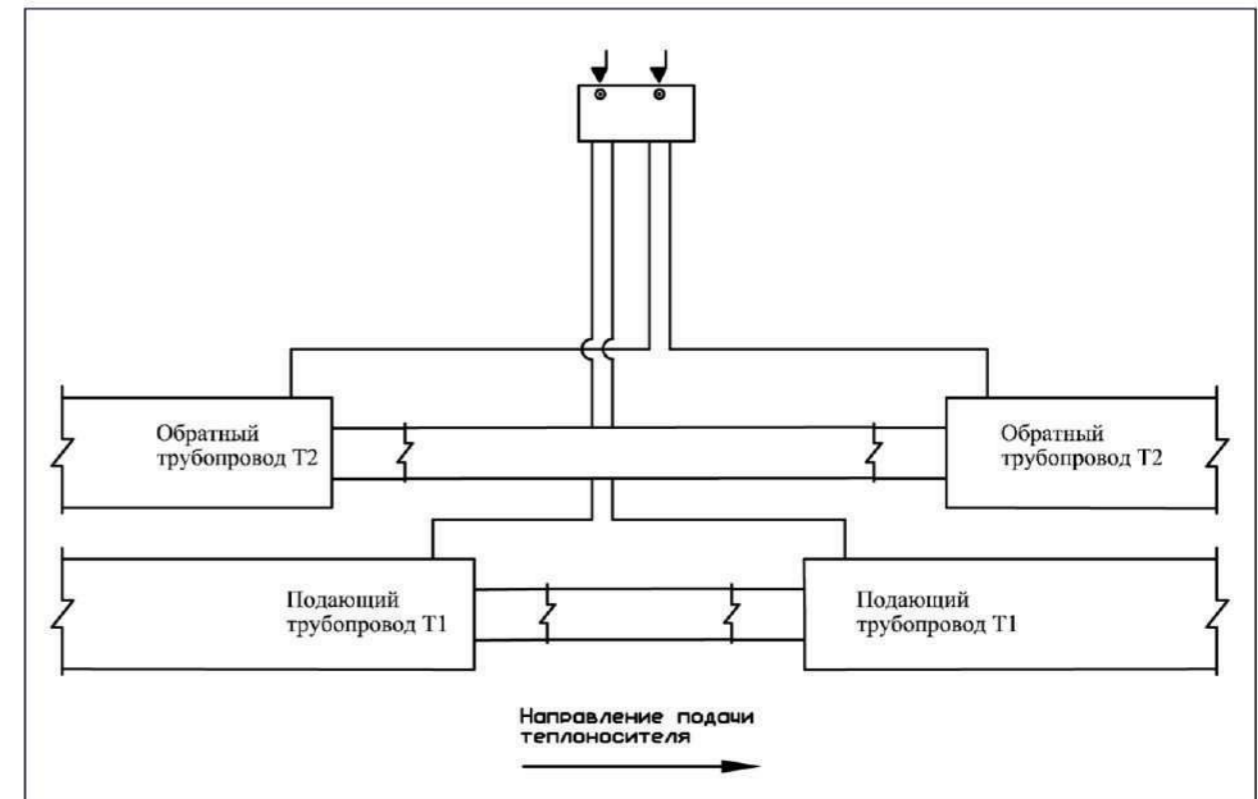 Обратный
трубопровод Т2
Обратный
трубопровод Т2
Подающий
трубопровод Т1
Подающий
трубопровод Т1
Направление подачи
теплоносителя